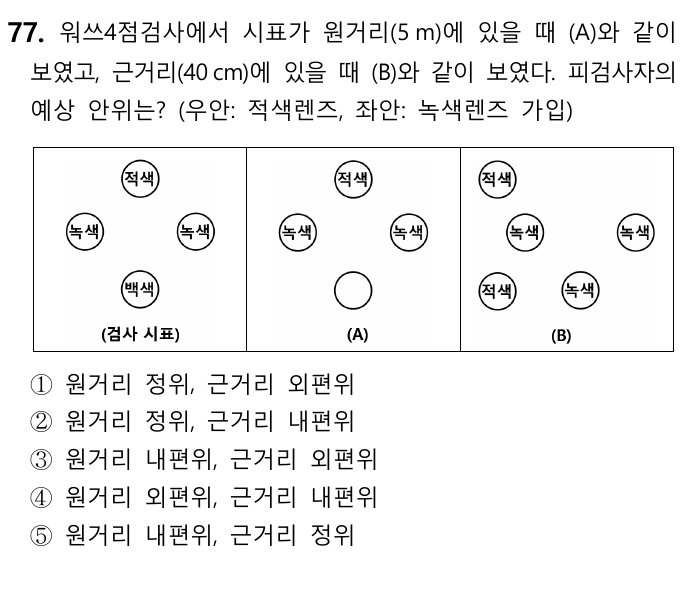 77. 워쓰4점검사에서 시표가 원거리(5 m)에 있을 때 (A)와 같이
보였고, 근거리(40 cm)에 있을 때 (B)와 같이 보였다. 피검사자의
예상 안위는? (우안: 적색렌즈, 좌안: 녹색렌즈 가입)
적색 적색 적색
녹색 녹색 녹색 녹색 녹색 녹색
백색 적색 녹색
(검사 시표) (A) (B)
① 원거리 정위, 근거리 외편위
② 원거리 정위, 근거리 내편위
③ 원거리 내편위, 근거리 외편위
④ 원거리 외편위, 근거리 내편위
⑤ 원거리 내편위, 근거리 정위